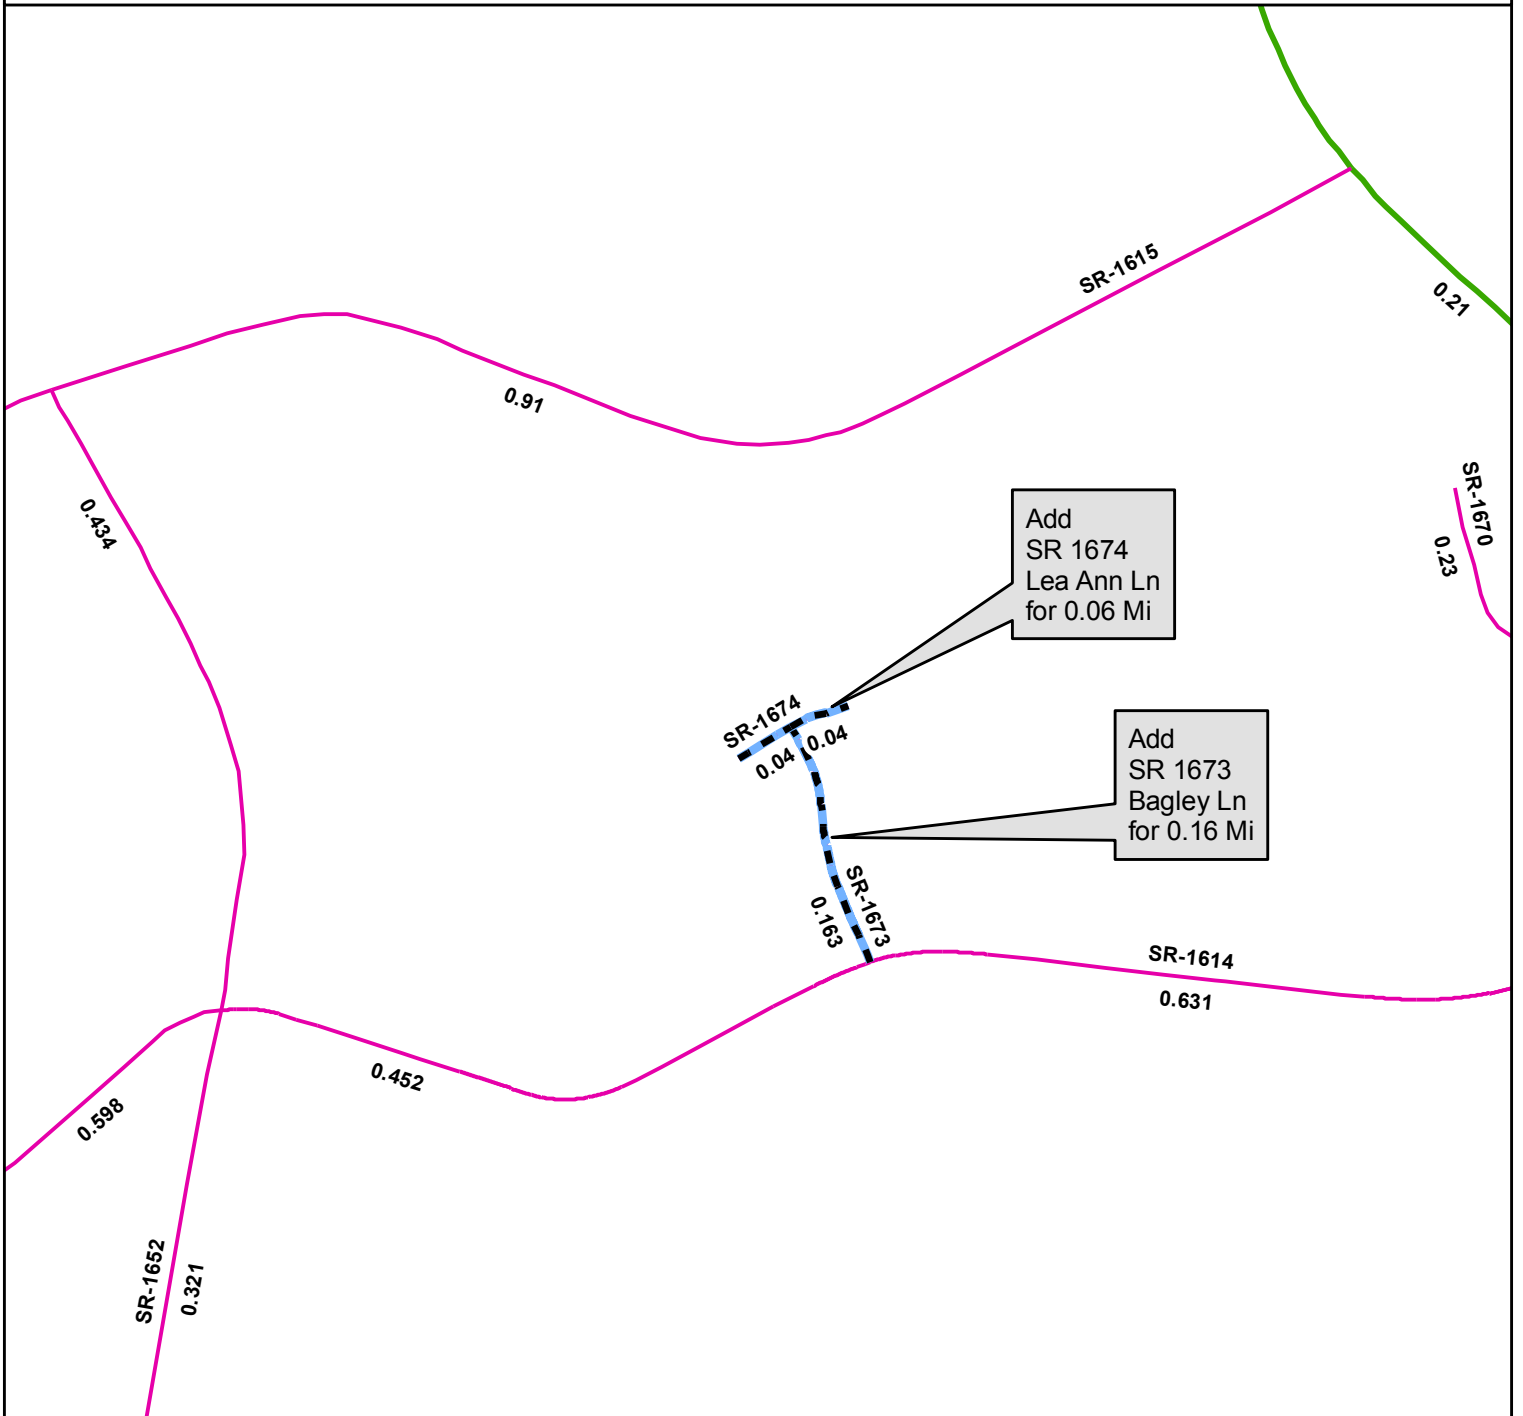 SR-1615
0.21
0.91
SR-1670
0.23
0.434
Add
SR 1674
Lea Ann Ln
for 0.06 Mi
SR-1674
0.04
0.04
Add
SR 1673
Bagley Ln
for 0.16 Mi
SR-1673
0.163
SR-1614
0.631
0.452
0.598
SR-1652
0.321